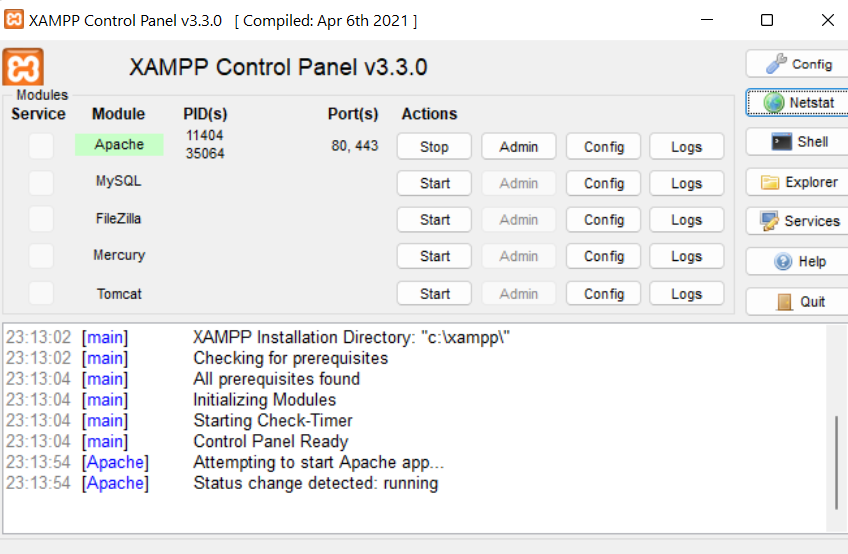 XAMPP Control Panel v3.3.0 [ Compiled: Apr 6th 2021 ]
XAMPP Control Panel v3.3.0
Config
Modules
Service Module PID(s) Port(s) Actions
Netstat
Apache 11404 35064 80, 443 Stop Admin Config Logs
Shell
MySQL Start Admin Config Logs
Explorer
FileZilla Start Admin Config Logs
Services
Mercury Start Admin Config Logs
Help
Tomcat Start Admin Config Logs
Quit
23:13:02 [main] XAMPP Installation Directory: "c:\xampp\"
23:13:02 [main] Checking for prerequisites
23:13:04 [main] All prerequisites found
23:13:04 [main] Initializing Modules
23:13:04 [main] Starting Check-Timer
23:13:04 [main] Control Panel Ready
23:13:54 [Apache] Attempting to start Apache app...
23:13:54 [Apache] Status change detected: running